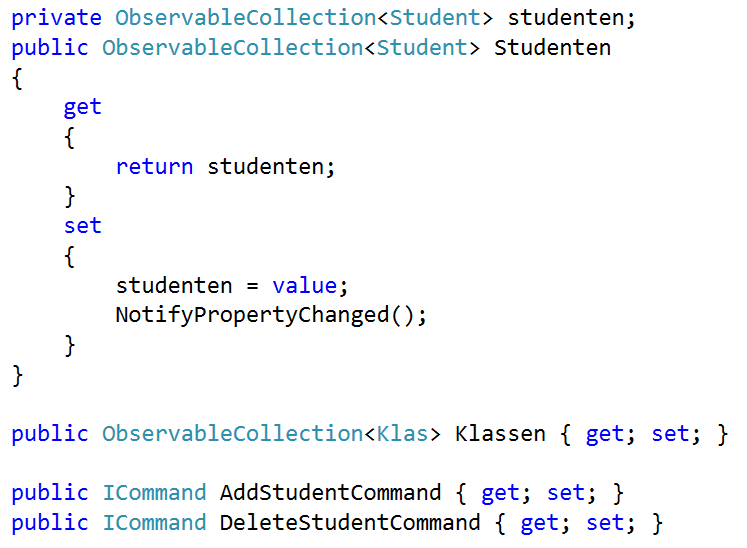 private ObservableCollection<Student> studenten;
public ObservableCollection<Student> Studenten
{
    get
    {
        return studenten;
    }
    set
    {
        studenten = value;
        NotifyPropertyChanged();
    }
}

public ObservableCollection<Klas> Klassen { get; set; }

public ICommand AddStudentCommand { get; set; }
public ICommand DeleteStudentCommand { get; set; }